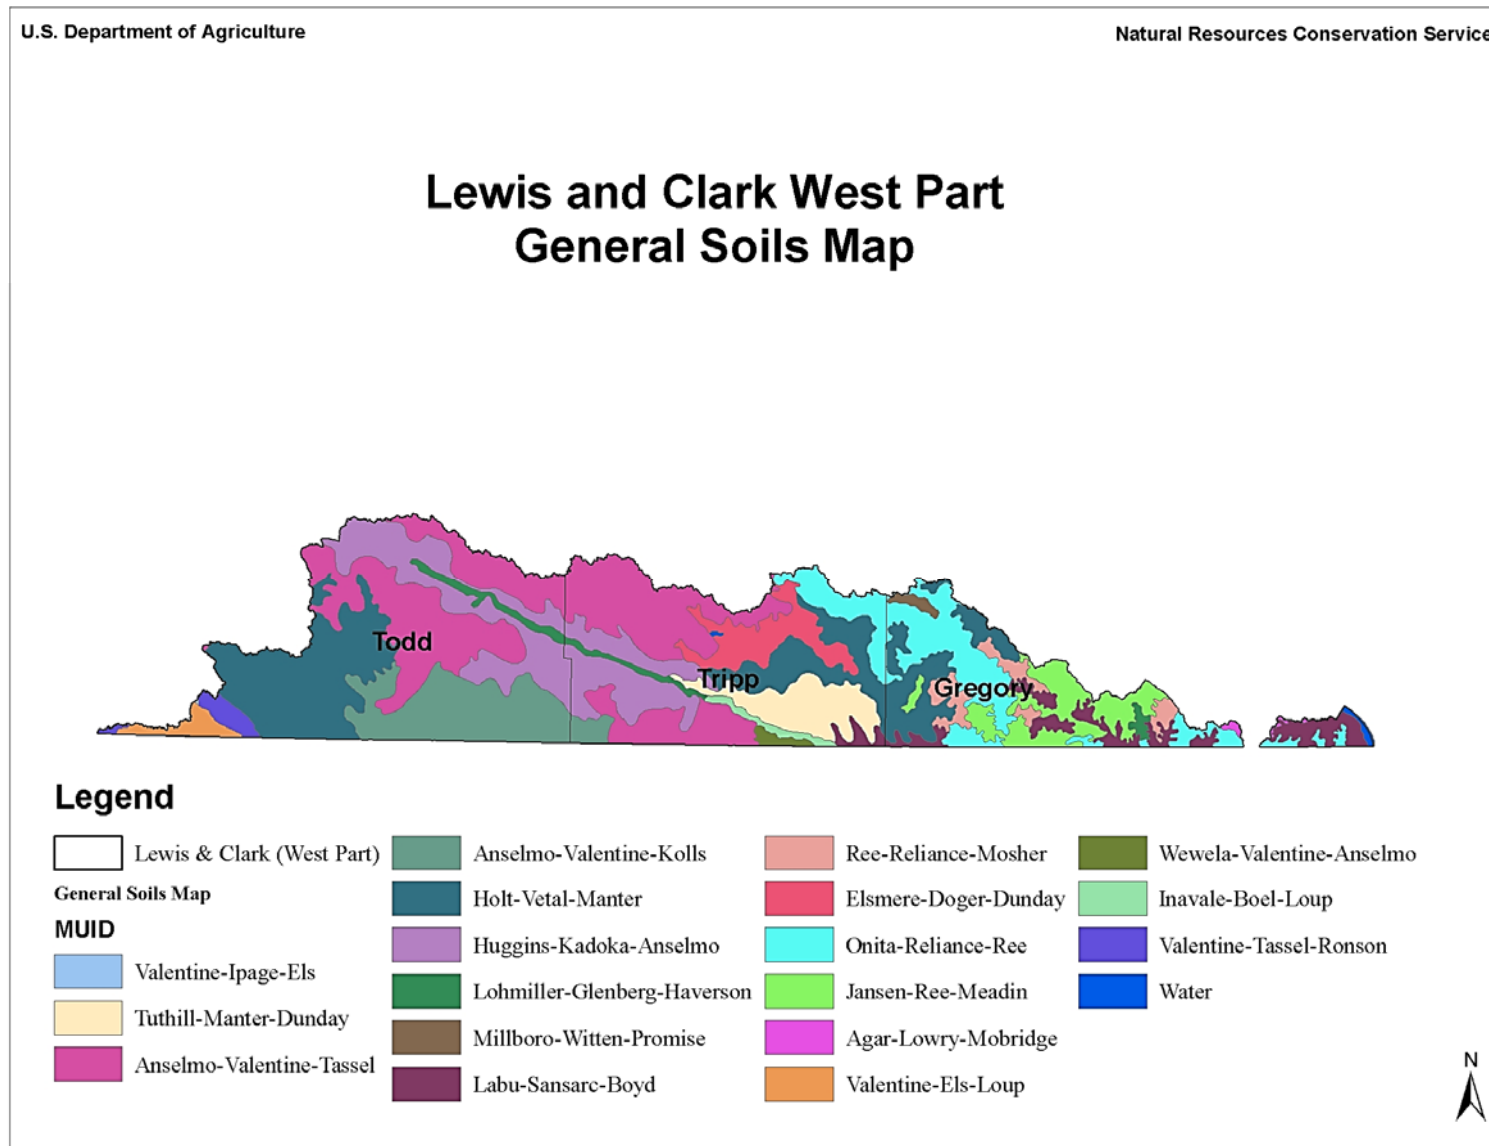 U.S. Department of Agriculture
Natural Resources Conservation Service
Lewis and Clark West Part
General Soils Map
Todd
Tripp
Gregory
Legend
Lewis & Clark (West Part)
General Soils Map
MUID
Valentine-Ipage-Els
Tuthill-Manter-Dunday
Anselmo-Valentine-Tassel
Anselmo-Valentine-Kolls
Holt-Vetal-Manter
Huggins-Kadoka-Anselmo
Lohmiller-Glenberg-Haverson
Millboro-Witten-Promise
Labu-Sansarc-Boyd
Ree-Reliance-Mosher
Elsmere-Doger-Dunday
Onita-Reliance-Ree
Jansen-Ree-Meadin
Agar-Lowry-Mobridge
Valentine-Els-Loup
Wewela-Valentine-Anselmo
Inavale-Boel-Loup
Valentine-Tassel-Ronson
Water
N